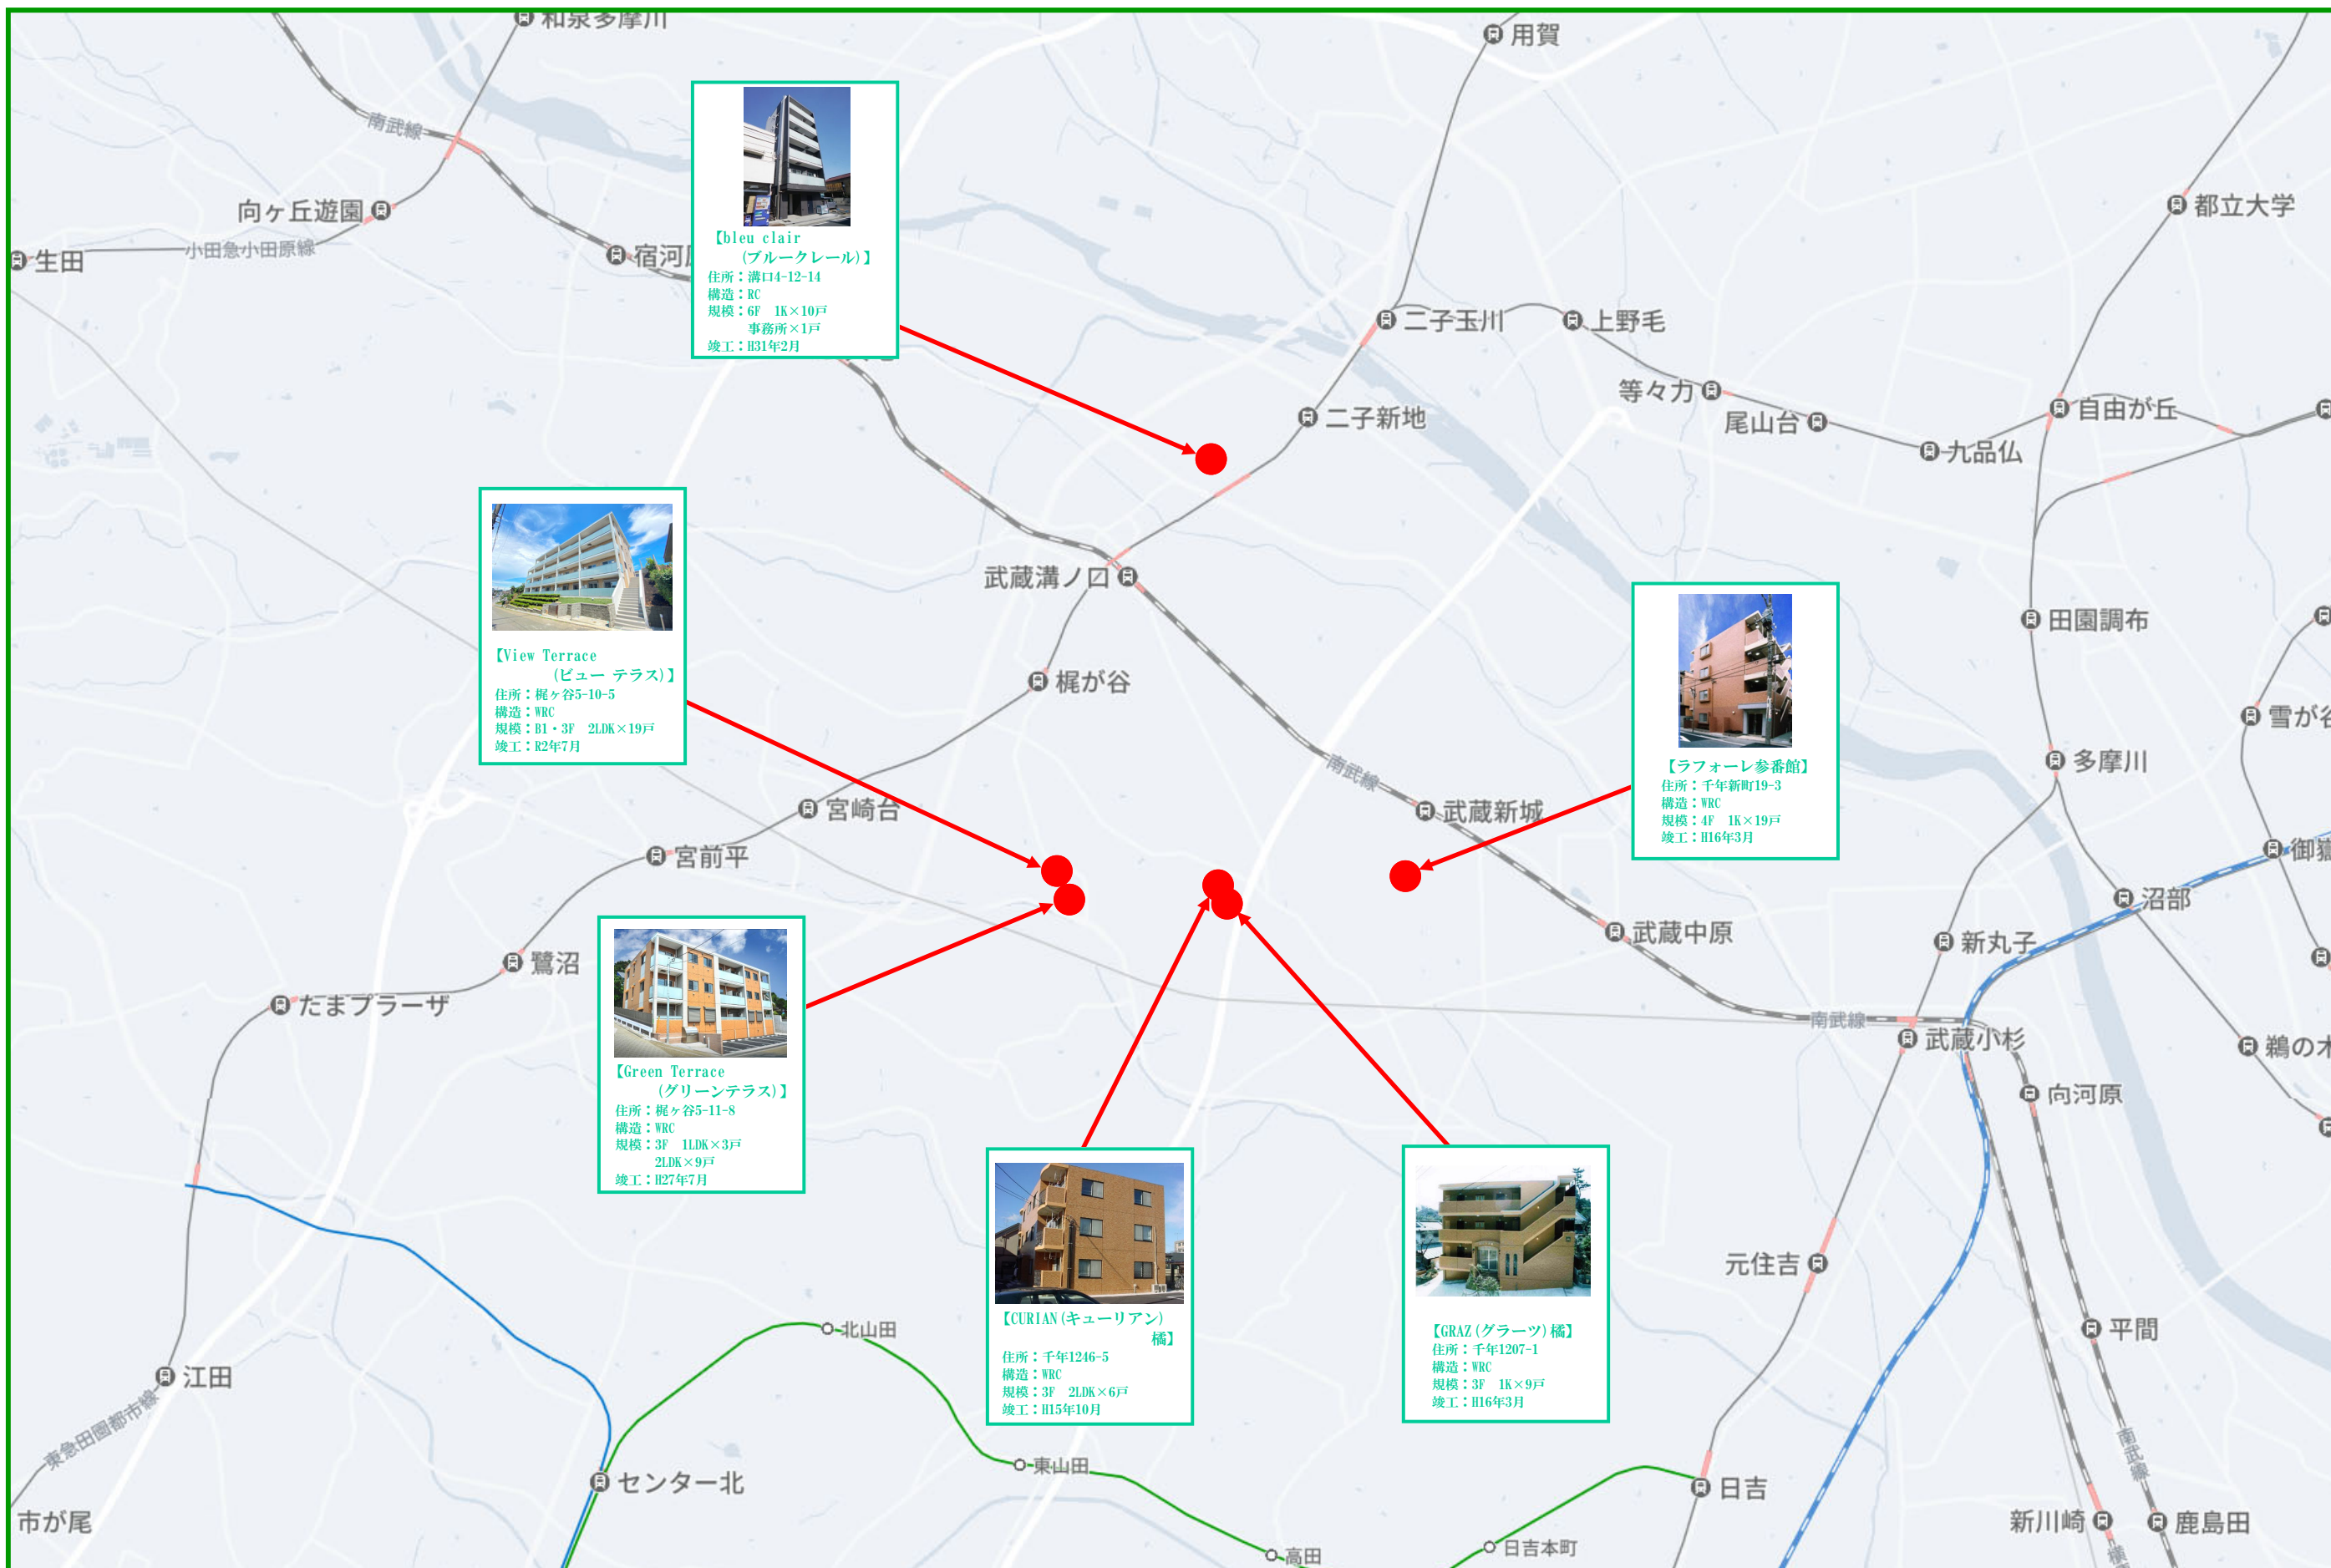 和泉多摩川
用賀
南武線
向ヶ丘遊園
都立大学
小田急小田原線
生田
【bleu clair
(ブルークレール)】
住所：溝口4-12-14
構造：RC
規模：6F 1K×10戸
事務所×1戸
竣工：H31年2月
二子玉川
上野毛
等々力
尾山台
二子新地
自由が丘
九品仏
武蔵溝ノ口
田園調布
【View Terrace
(ビュー テラス)】
住所：梶ヶ谷5-10-5
構造：WRC
規模：B1・3F 2LDK×19戸
竣工：R2年7月
梶が谷
多摩川
【ラフォーレ参番館】
住所：千年新町19-3
構造：WRC
規模：4F 1K×19戸
竣工：H16年3月
南武線
宮崎台
武蔵新城
宮前平
沼部
武蔵中原
新丸子
鷺沼
たまプラーザ
南武線
武蔵小杉
【Green Terrace
(グリーンテラス)】
住所：梶ヶ谷5-11-8
構造：WRC
規模：3F 1LDK×3戸
2LDK×9戸
竣工：H27年7月
向河原
元住吉
【CURIAN(キューリアン)
橘】
住所：千年1246-5
構造：WRC
規模：3F 2LDK×6戸
竣工：H15年10月
【GRAZ(グラーツ)橘】
住所：千年1207-1
構造：WRC
規模：3F 1K×9戸
竣工：H16年3月
北山田
平間
江田
東急田園都市線
東山田
センター北
日吉
南武線
市が尾
新川崎
鹿島田
高田
日吉本町